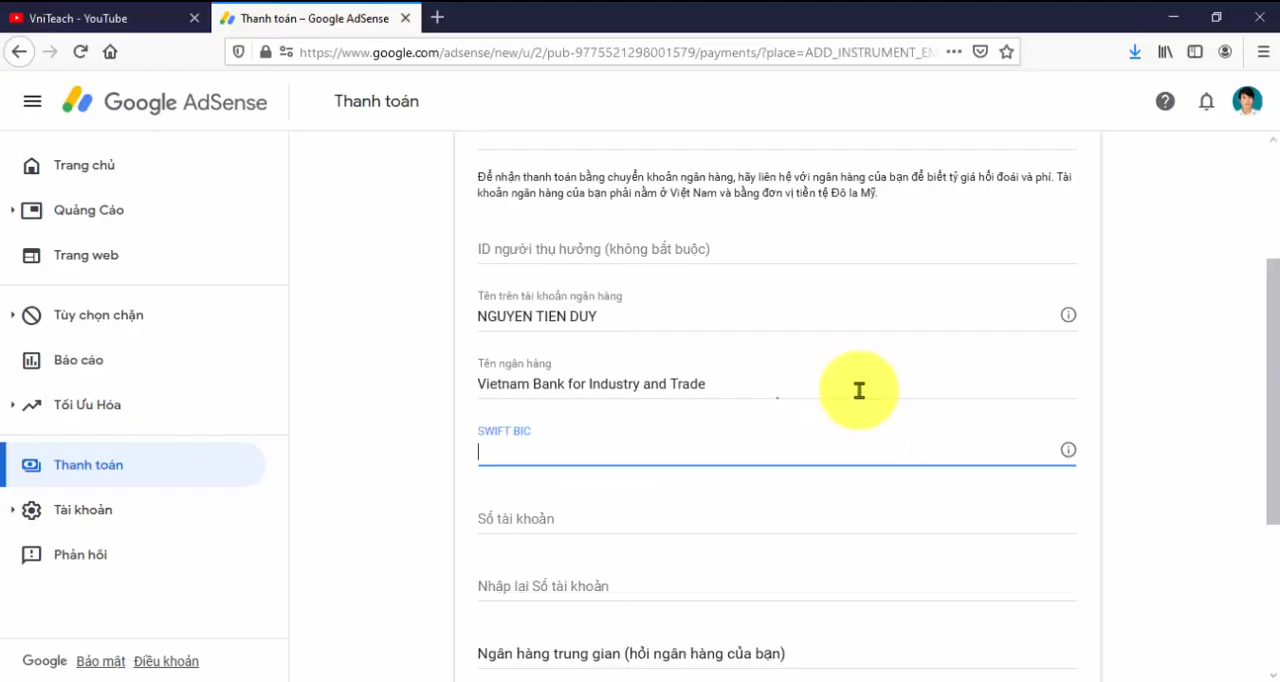 VniTeach - YouTube
Thanh toán – Google AdSense
https://www.google.com/adsense/new/u/2/pub-9775521298001579/payments/?place=ADD_INSTRUMENT_EN
Google AdSense
Thanh toán
Trang chủ
Quảng Cáo
Trang web
Tùy chọn chặn
Báo cáo
Tối Ưu Hóa
Thanh toán
Tài khoản
Phản hồi
Google Bảo mật Điều khoản
Để nhận thanh toán bằng chuyển khoản ngân hàng, hãy liên hệ với ngân hàng của bạn để biết tỷ giá hối đoái và phí. Tài
khoản ngân hàng của bạn phải nằm ở Việt Nam và bằng đơn vị tiền tệ Đô la Mỹ.
ID người thụ hưởng (không bắt buộc)
Tên trên tài khoản ngân hàng
NGUYEN TIEN DUY
Tên ngân hàng
Vietnam Bank for Industry and Trade
SWIFT BIC
Số tài khoản
Nhập lại Số tài khoản
Ngân hàng trung gian (hỏi ngân hàng của bạn)